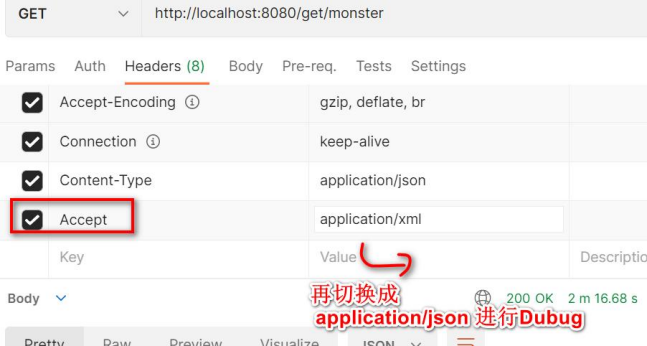 GET http://localhost:8080/get/monster
Params Auth Headers (8) Body Pre-req. Tests Settings
Accept-Encoding gzip, deflate, br
Connection keep-alive
Content-Type application/json
Accept application/xml
Key Value Descriptio
再切换成
Body 200 OK 2 m 16.68 s
application/json 进行Dubug
Pretty Raw Preview Visualize JSON